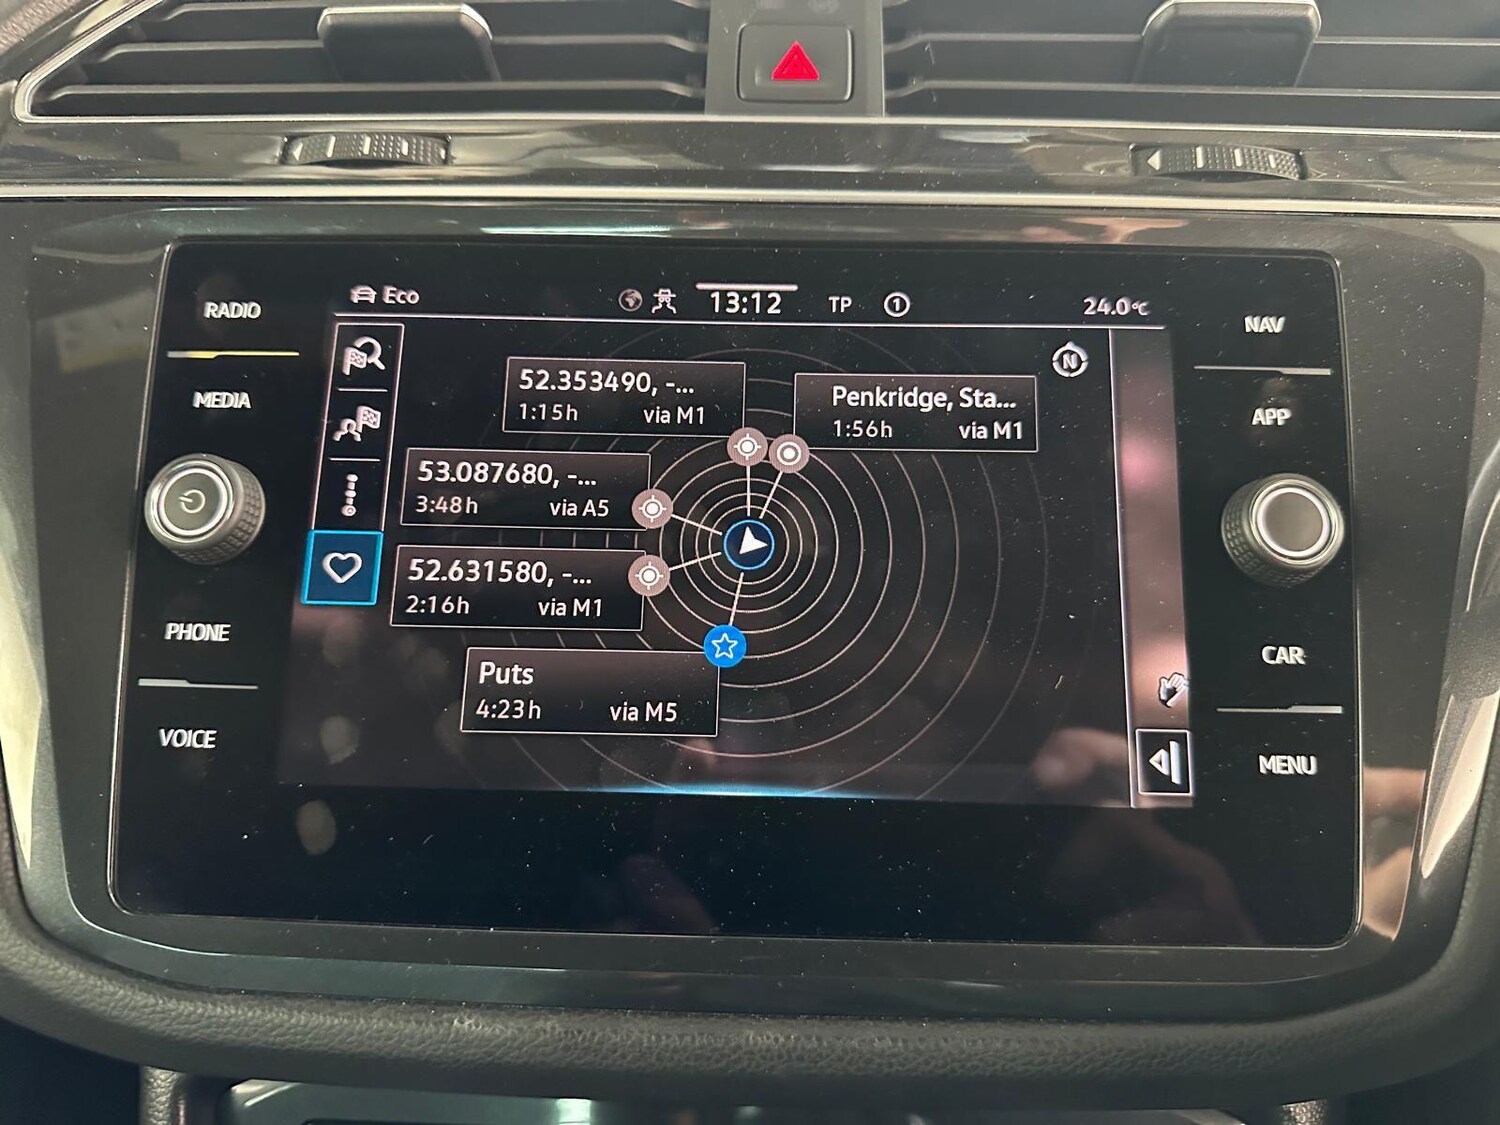 RADIO
MEDIA
PHONE
VOICE
Eco
13:12
TP
1
24.0°C
N
52.353490, -...
1:15h via M1
Penkridge, Sta...
1:56h via M1
53.087680, -...
3:48h via A5
52.631580, -...
2:16h via M1
Puts
4:23h via M5
NAV
APP
CAR
MENU